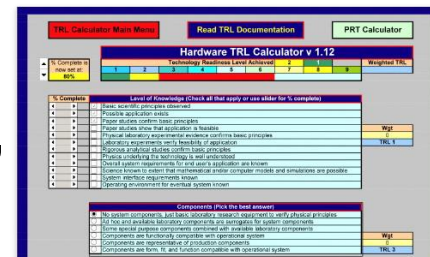 TRL Calculator Main Menu
Read TRL Documentation
PRT Calculator
Hardware TRL Calculator v 1.12
% Complete is now set at: Technology Readiness Level Achieved: 2 1 Weighted TRL
80% 1 2 3 4 5 6 7 8 9
% Complete Level of Knowledge (Check all that apply or use slider for % complete)
Basic scientific principles observed
Possible application exists
Paper studies confirm basic principles
Paper studies show that application is feasible Wgt
Physical laboratory experimental evidence confirms basic principles 0
Laboratory experiments verify feasibility of application TRL 1
Rigorous analytical studies confirm basic principles
Physics underlying the technology is well understood
Overall system requirements for end user's application are known
Science known to extent that mathematical and/or computer models and simulations are possible
System interface requirements known
Operating environment for eventual system known
Components (Pick the best answer)
No system components, just basic laboratory research equipment to verify physical principles
Ad hoc and available laboratory components are surrogates for system components
Some special purpose components combined with available laboratory components
Components are functionally compatible with operational system Wgt
Components are representative of production components 0
Components are form, fit, and function compatible with operational system